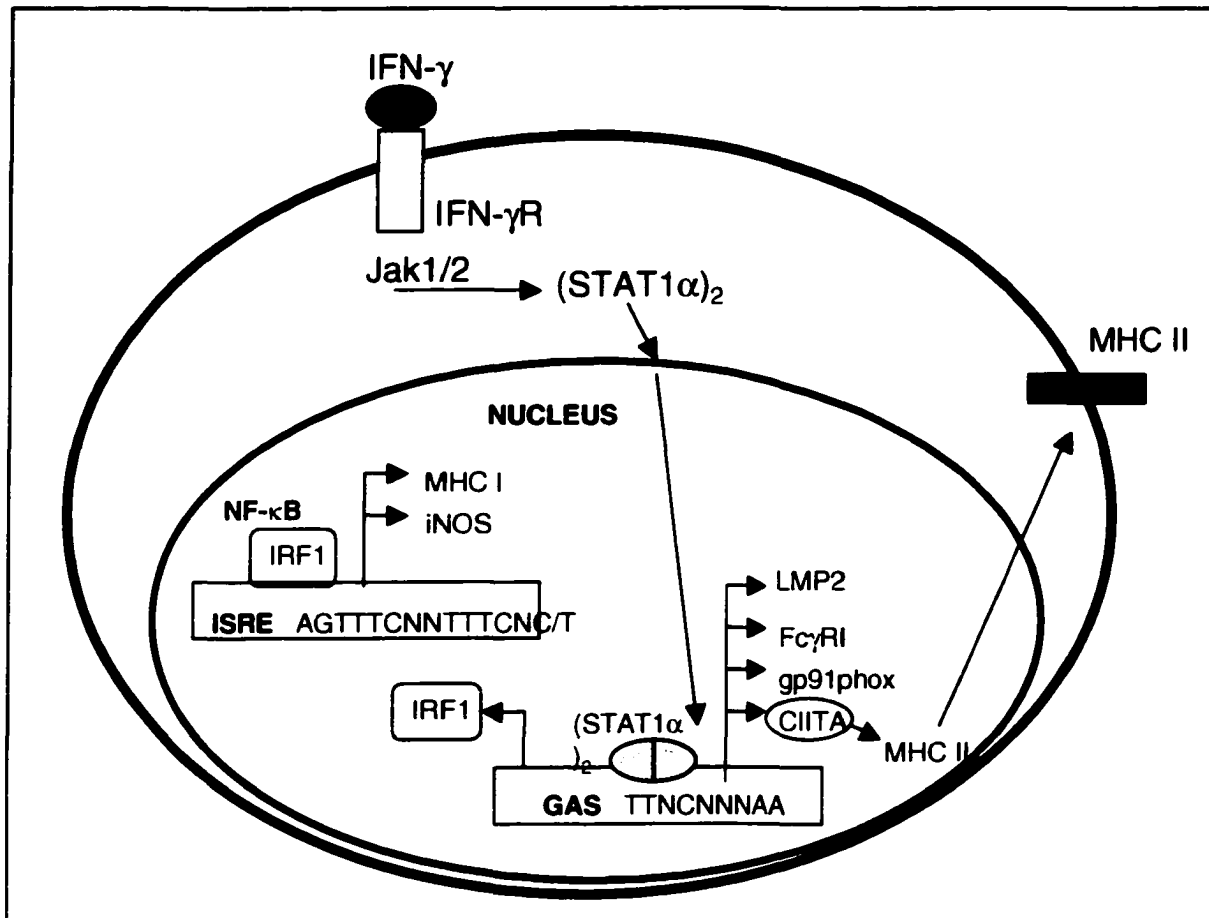 IFN-γ
IFN-γR
Jak1/2
(STAT1α)₂
MHC II
NUCLEUS
MHC I
NF-κB
iNOS
IRF1
ISRE AGTTTCNNTTTCNC/T
LMP2
FcγRI
gp91phox
IRF1
(STAT1α
)₂
CIITA
MHC II
GAS TTNCNNNAA